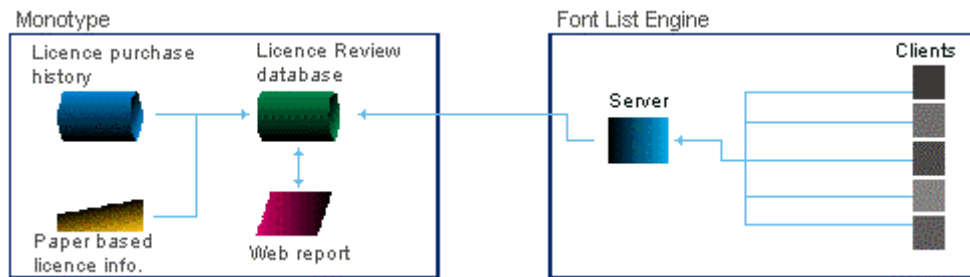 Monotype
Licence purchase
history
Licence Review
database
Paper based
licence info.
Web report
Font List Engine
Clients
Server